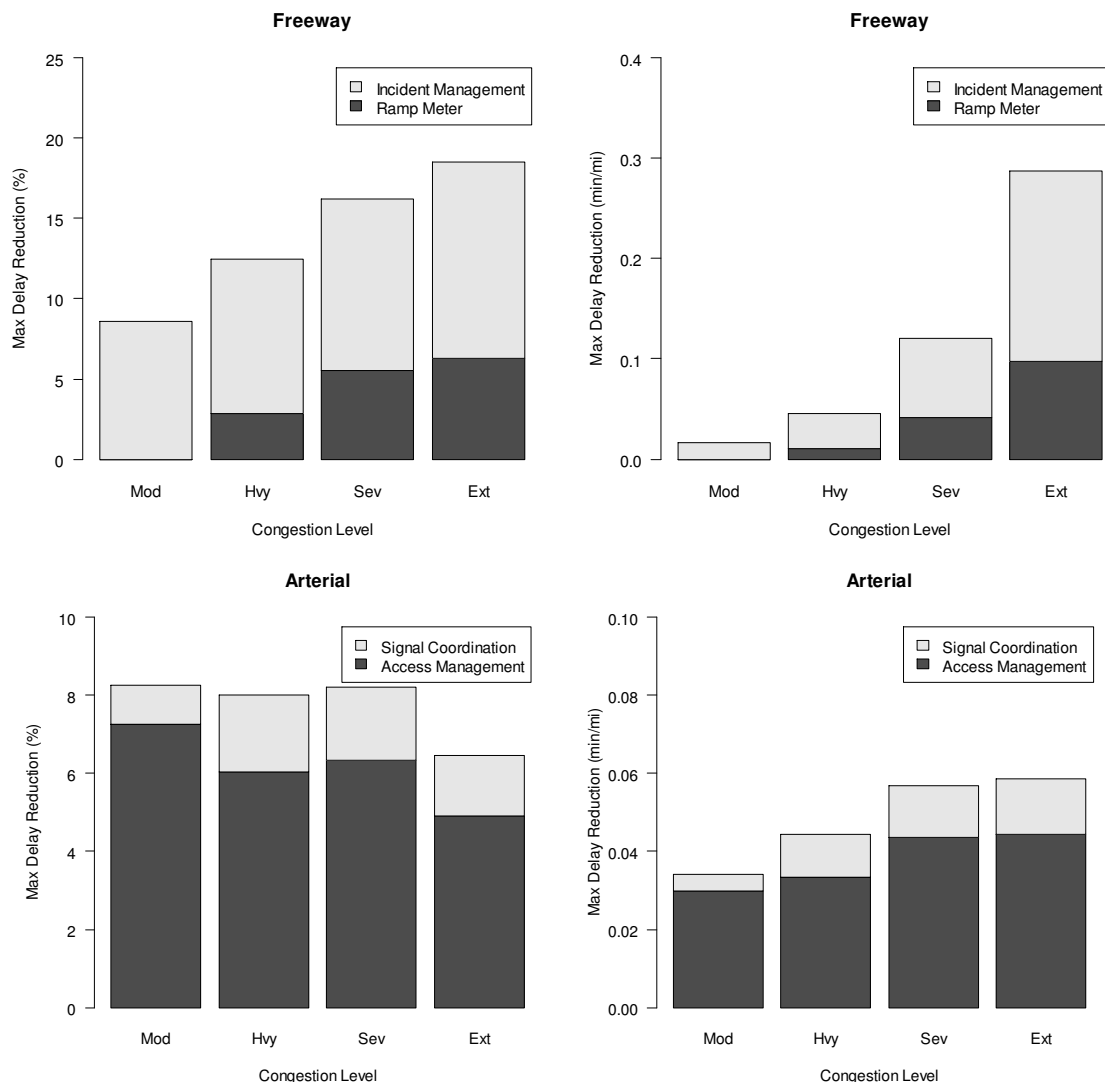 Freeway
Max Delay Reduction (%)
25
20
15
10
5
0
Incident Management
Ramp Meter
Mod Hvy Sev Ext
Congestion Level
Freeway
Max Delay Reduction (min/mi)
0.4
0.3
0.2
0.1
0.0
Incident Management
Ramp Meter
Mod Hvy Sev Ext
Congestion Level
Arterial
Max Delay Reduction (%)
10
8
6
4
2
0
Signal Coordination
Access Management
Mod Hvy Sev Ext
Congestion Level
Arterial
Max Delay Reduction (min/mi)
0.10
0.08
0.06
0.04
0.02
0.00
Signal Coordination
Access Management
Mod Hvy Sev Ext
Congestion Level